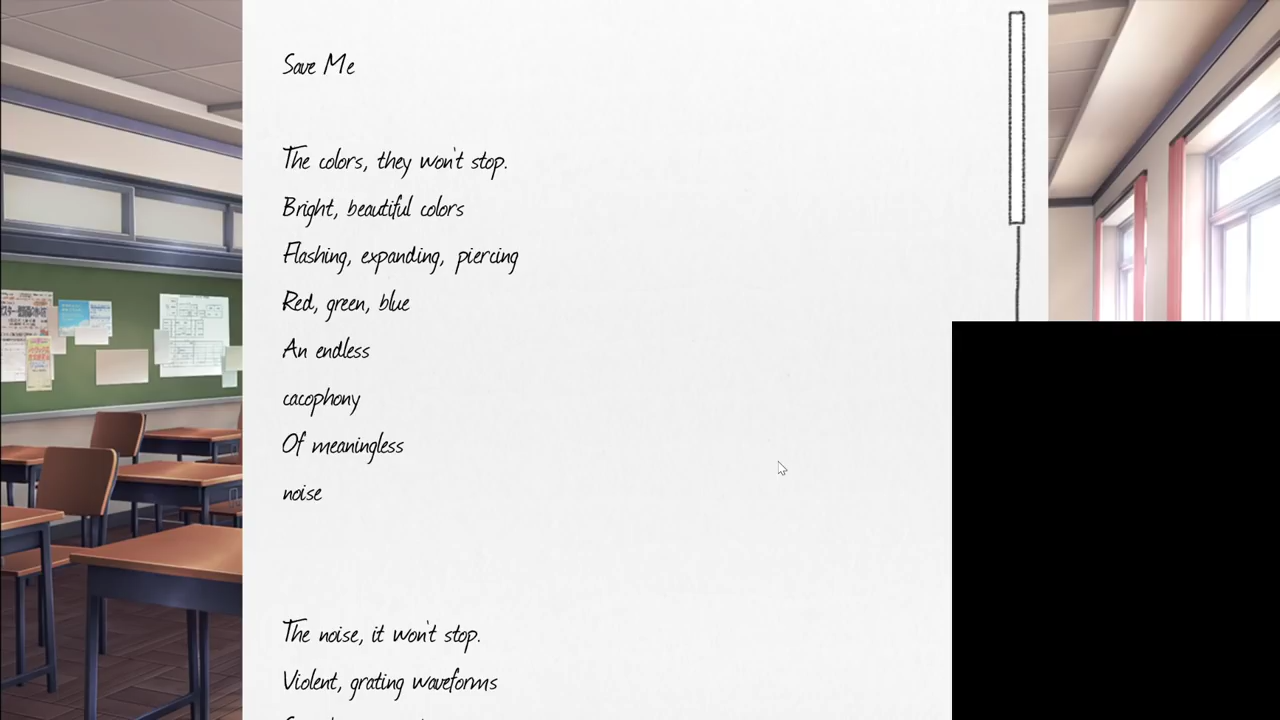 Save Me
The colors, they won't stop.
Bright, beautiful colors
Flashing, expanding, piercing
Red, green, blue
An endless
cacophony
Of meaningless
noise
The noise, it won't stop.
Violent, grating waveforms